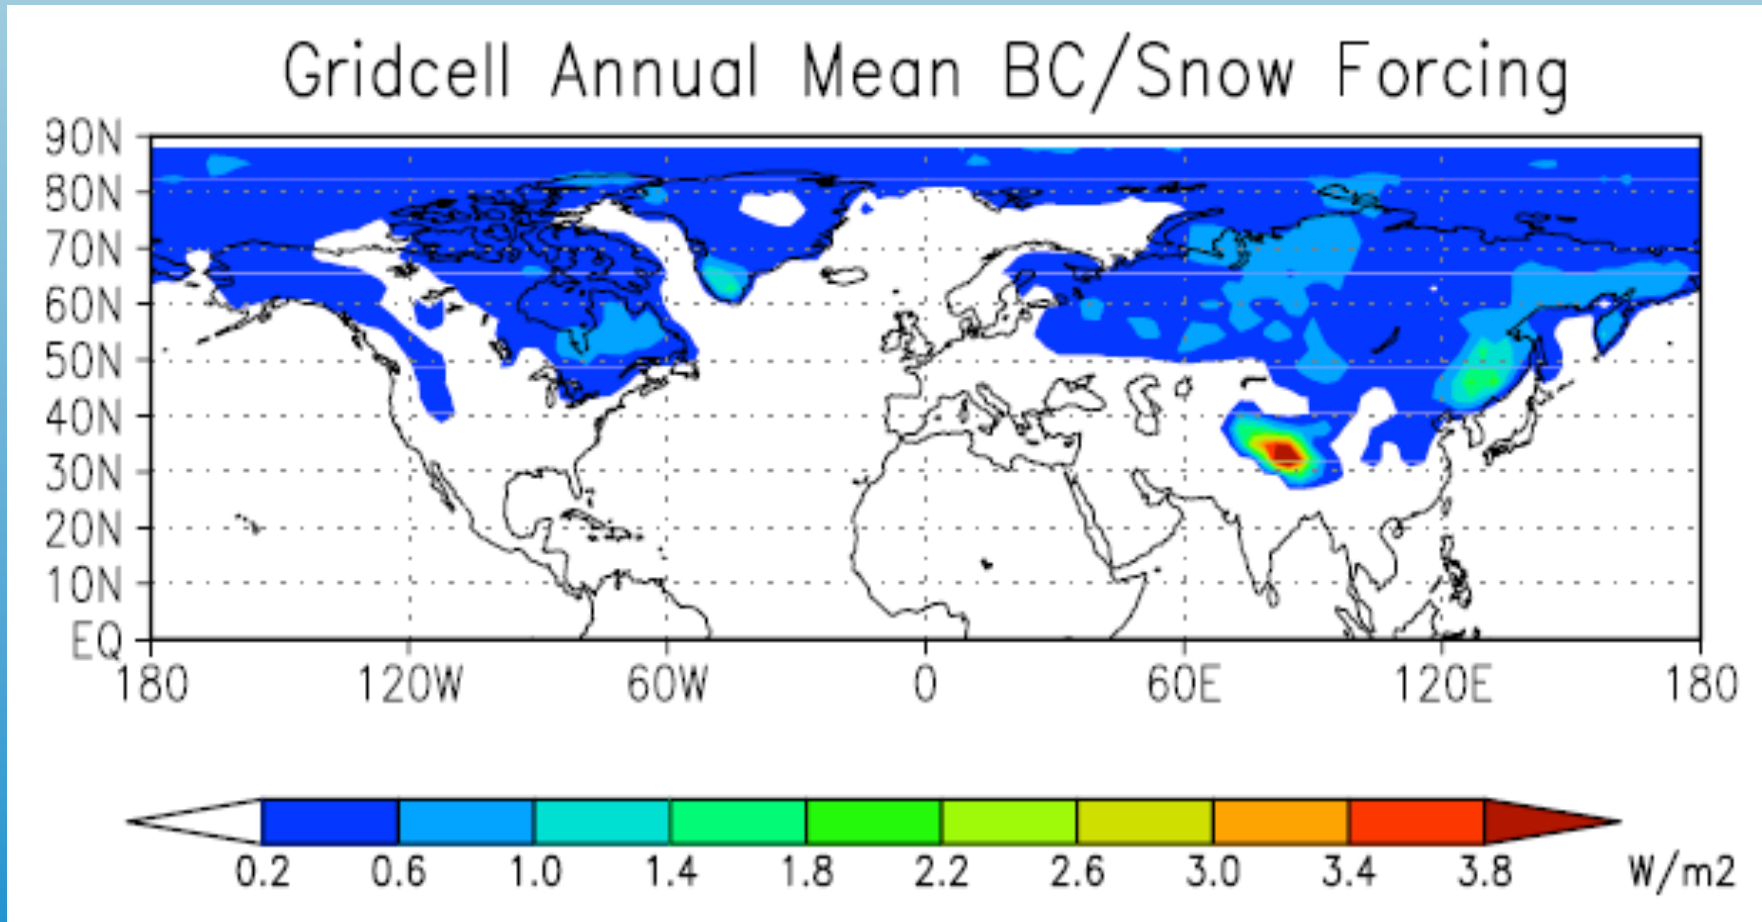 Gridcell Annual Mean BC/Snow Forcing
90N
80N
70N
60N
50N
40N
30N
20N
10N
EQ
180 120W 60W 0 60E 120E 180
0.2 0.6 1.0 1.4 1.8 2.2 2.6 3.0 3.4 3.8 W/m2